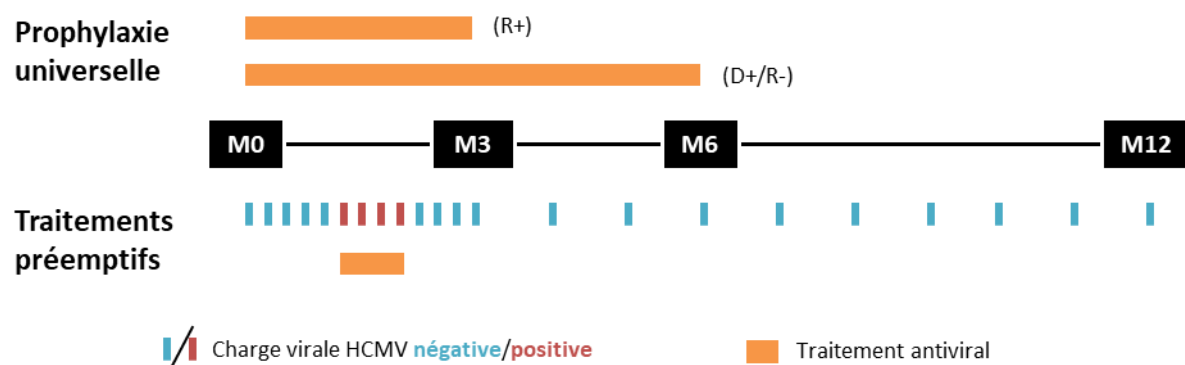 Prophylaxie
universelle
(R+)
(D+/R-)
M0 M3 M6 M12
Traitements
préemptifs
Charge virale HCMV négative/positive
Traitement antiviral